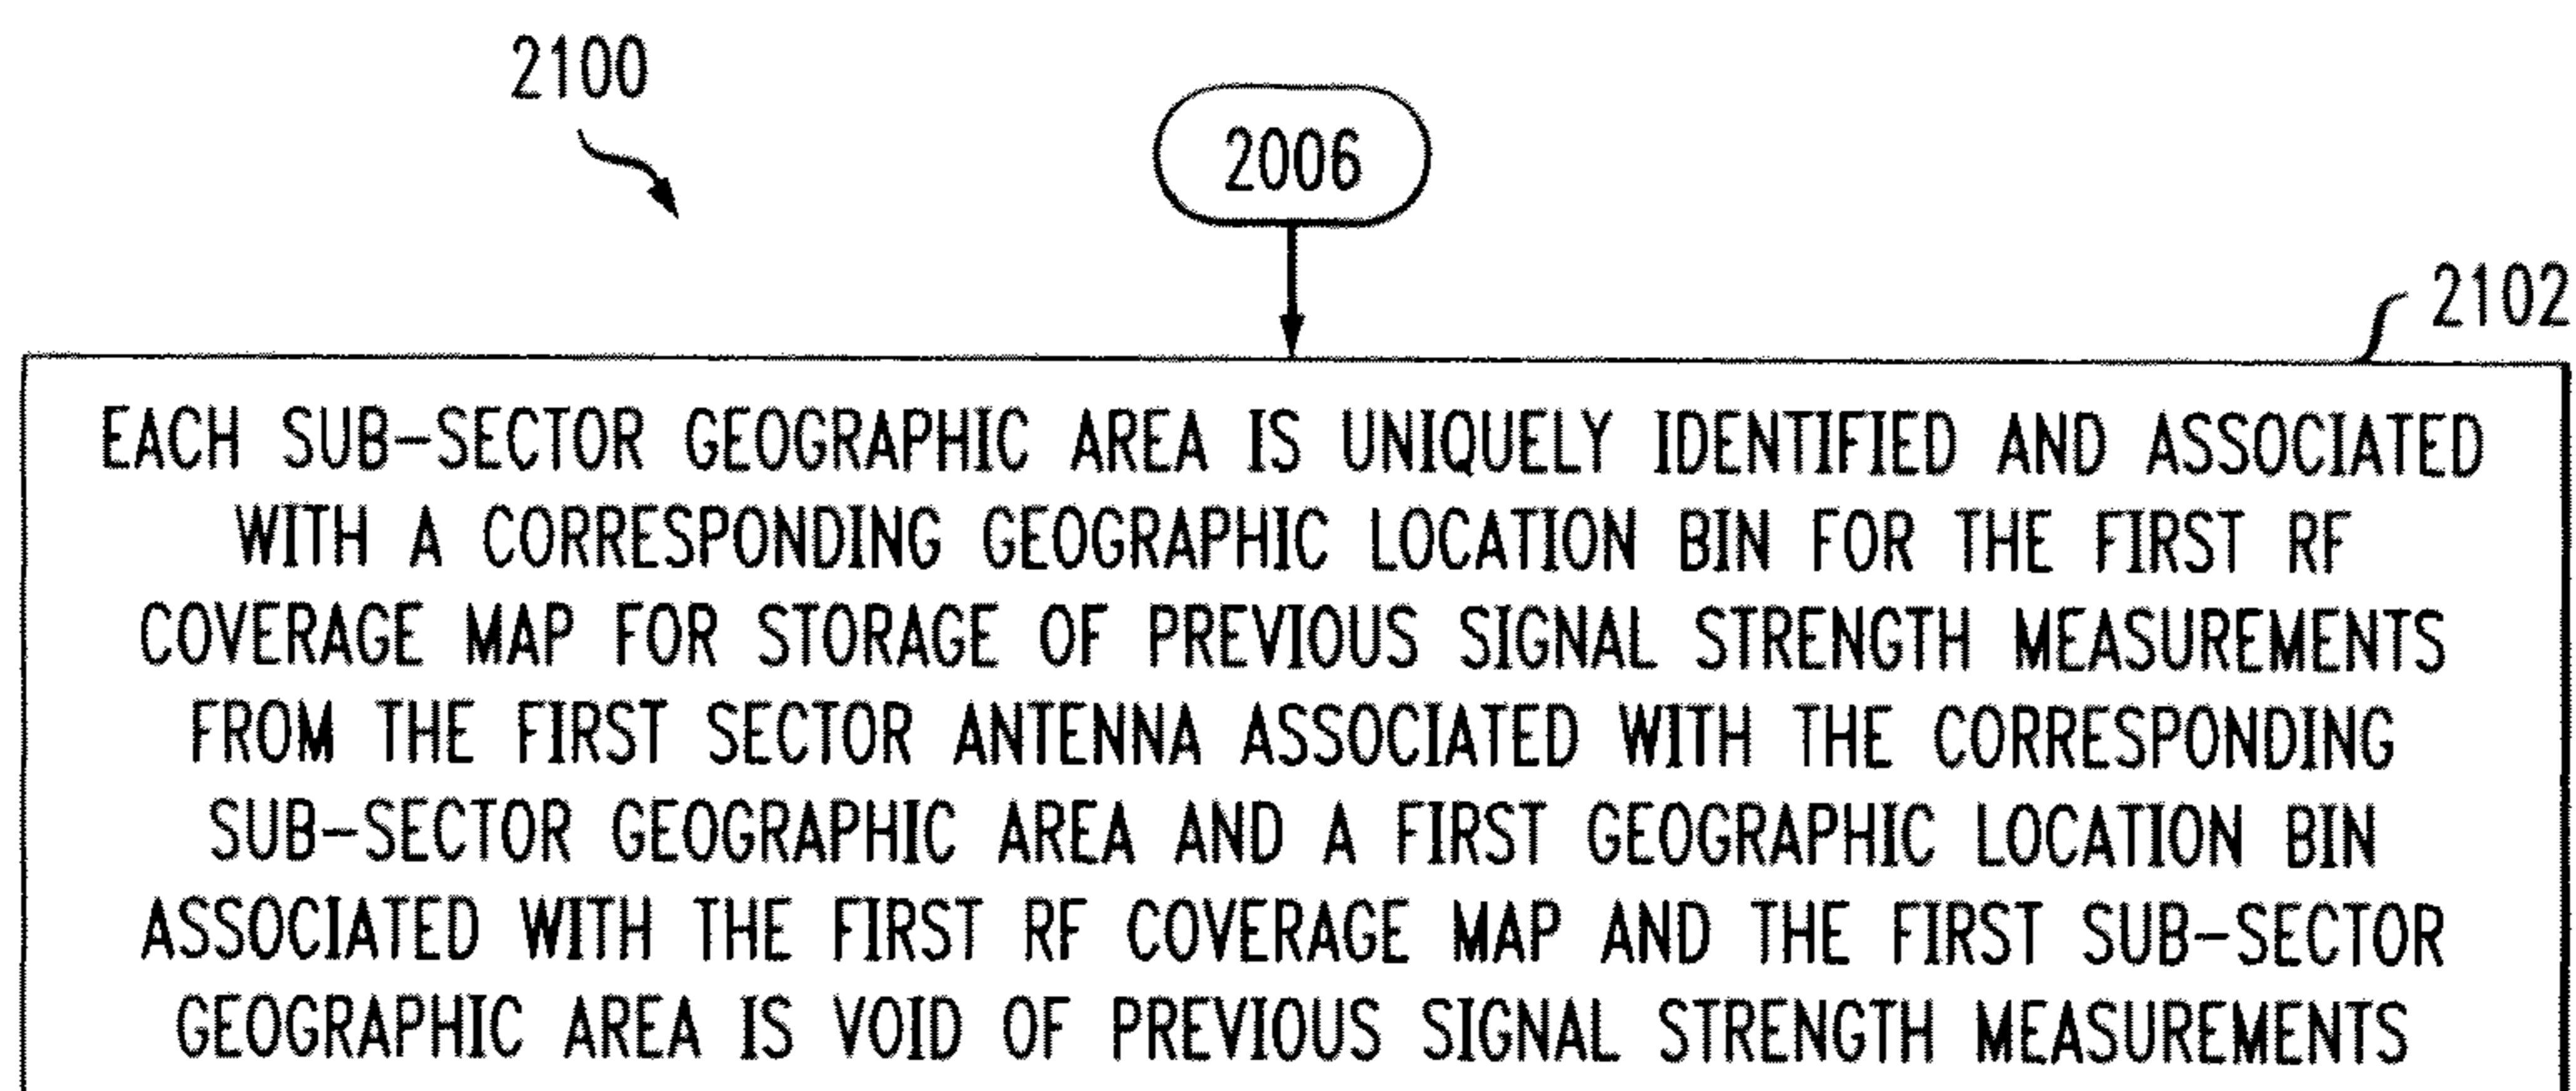 2100
2006
2102
EACH SUB-SECTOR GEOGRAPHIC AREA IS UNIQUELY IDENTIFIED AND ASSOCIATED
WITH A CORRESPONDING GEOGRAPHIC LOCATION BIN FOR THE FIRST RF
COVERAGE MAP FOR STORAGE OF PREVIOUS SIGNAL STRENGTH MEASUREMENTS
FROM THE FIRST SECTOR ANTENNA ASSOCIATED WITH THE CORRESPONDING
SUB-SECTOR GEOGRAPHIC AREA AND A FIRST GEOGRAPHIC LOCATION BIN
ASSOCIATED WITH THE FIRST RF COVERAGE MAP AND THE FIRST SUB-SECTOR
GEOGRAPHIC AREA IS VOID OF PREVIOUS SIGNAL STRENGTH MEASUREMENTS